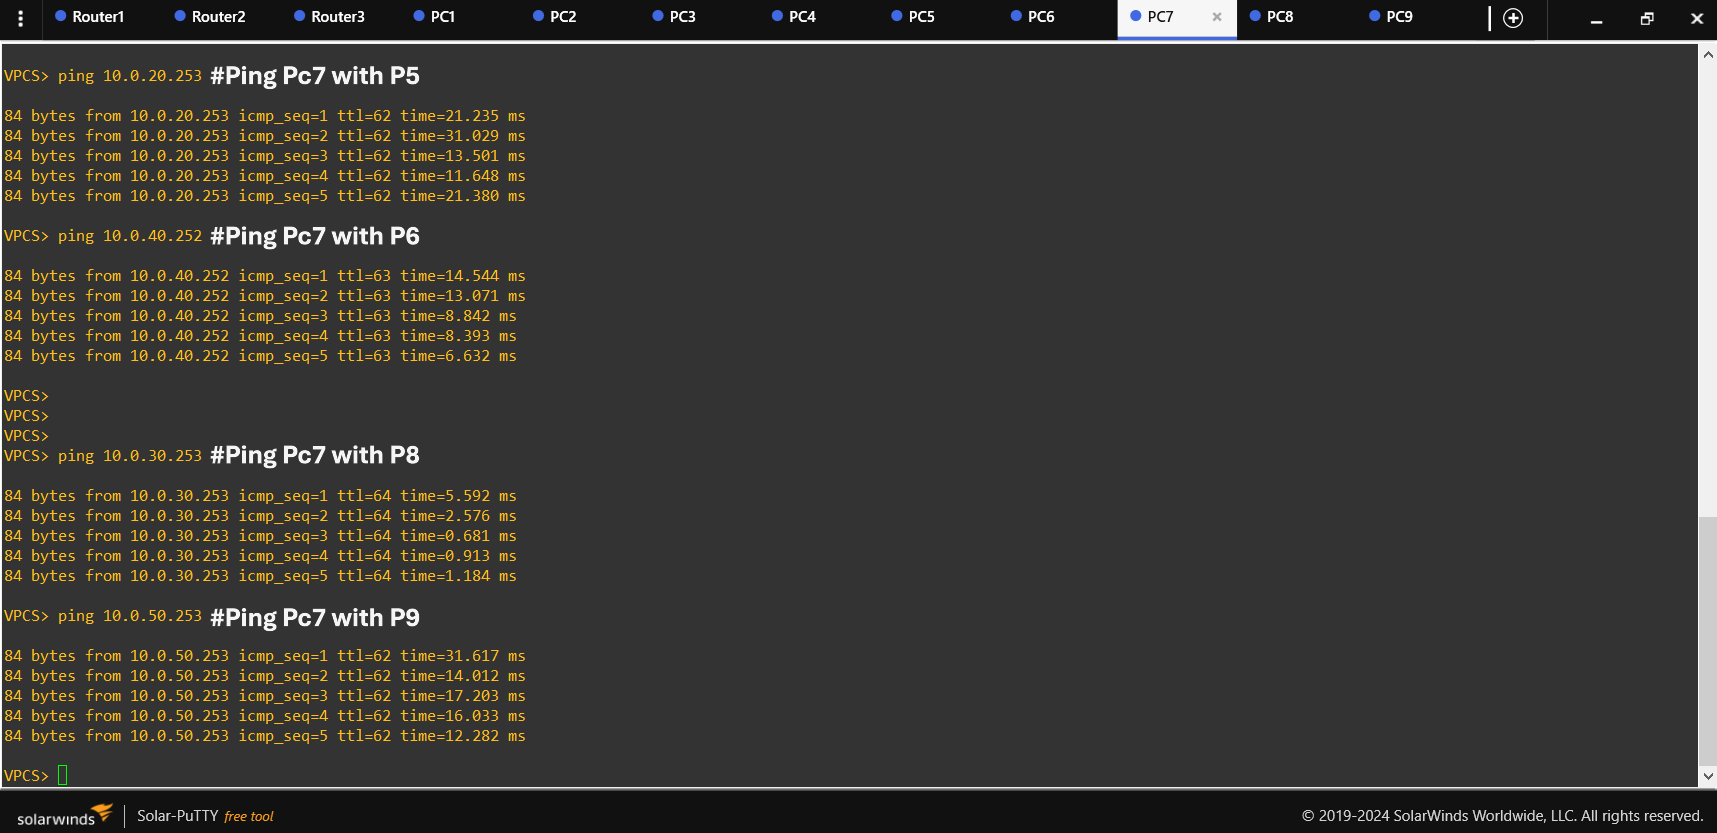 Router1 Router2 Router3 PC1 PC2 PC3 PC4 PC5 PC6 PC7 PC8 PC9
VPCS> ping 10.0.20.253 #Ping Pc7 with P5
84 bytes from 10.0.20.253 icmp_seq=1 ttl=62 time=21.235 ms
84 bytes from 10.0.20.253 icmp_seq=2 ttl=62 time=31.029 ms
84 bytes from 10.0.20.253 icmp_seq=3 ttl=62 time=13.501 ms
84 bytes from 10.0.20.253 icmp_seq=4 ttl=62 time=11.648 ms
84 bytes from 10.0.20.253 icmp_seq=5 ttl=62 time=21.380 ms
VPCS> ping 10.0.40.252 #Ping Pc7 with P6
84 bytes from 10.0.40.252 icmp_seq=1 ttl=63 time=14.544 ms
84 bytes from 10.0.40.252 icmp_seq=2 ttl=63 time=13.071 ms
84 bytes from 10.0.40.252 icmp_seq=3 ttl=63 time=8.842 ms
84 bytes from 10.0.40.252 icmp_seq=4 ttl=63 time=8.393 ms
84 bytes from 10.0.40.252 icmp_seq=5 ttl=63 time=6.632 ms
VPCS>
VPCS>
VPCS>
VPCS> ping 10.0.30.253 #Ping Pc7 with P8
84 bytes from 10.0.30.253 icmp_seq=1 ttl=64 time=5.592 ms
84 bytes from 10.0.30.253 icmp_seq=2 ttl=64 time=2.576 ms
84 bytes from 10.0.30.253 icmp_seq=3 ttl=64 time=0.681 ms
84 bytes from 10.0.30.253 icmp_seq=4 ttl=64 time=0.913 ms
84 bytes from 10.0.30.253 icmp_seq=5 ttl=64 time=1.184 ms
VPCS> ping 10.0.50.253 #Ping Pc7 with P9
84 bytes from 10.0.50.253 icmp_seq=1 ttl=62 time=31.617 ms
84 bytes from 10.0.50.253 icmp_seq=2 ttl=62 time=14.012 ms
84 bytes from 10.0.50.253 icmp_seq=3 ttl=62 time=17.203 ms
84 bytes from 10.0.50.253 icmp_seq=4 ttl=62 time=16.033 ms
84 bytes from 10.0.50.253 icmp_seq=5 ttl=62 time=12.282 ms
VPCS>
solarwinds Solar-PuTTY free tool © 2019-2024 SolarWinds Worldwide, LLC. All rights reserved.